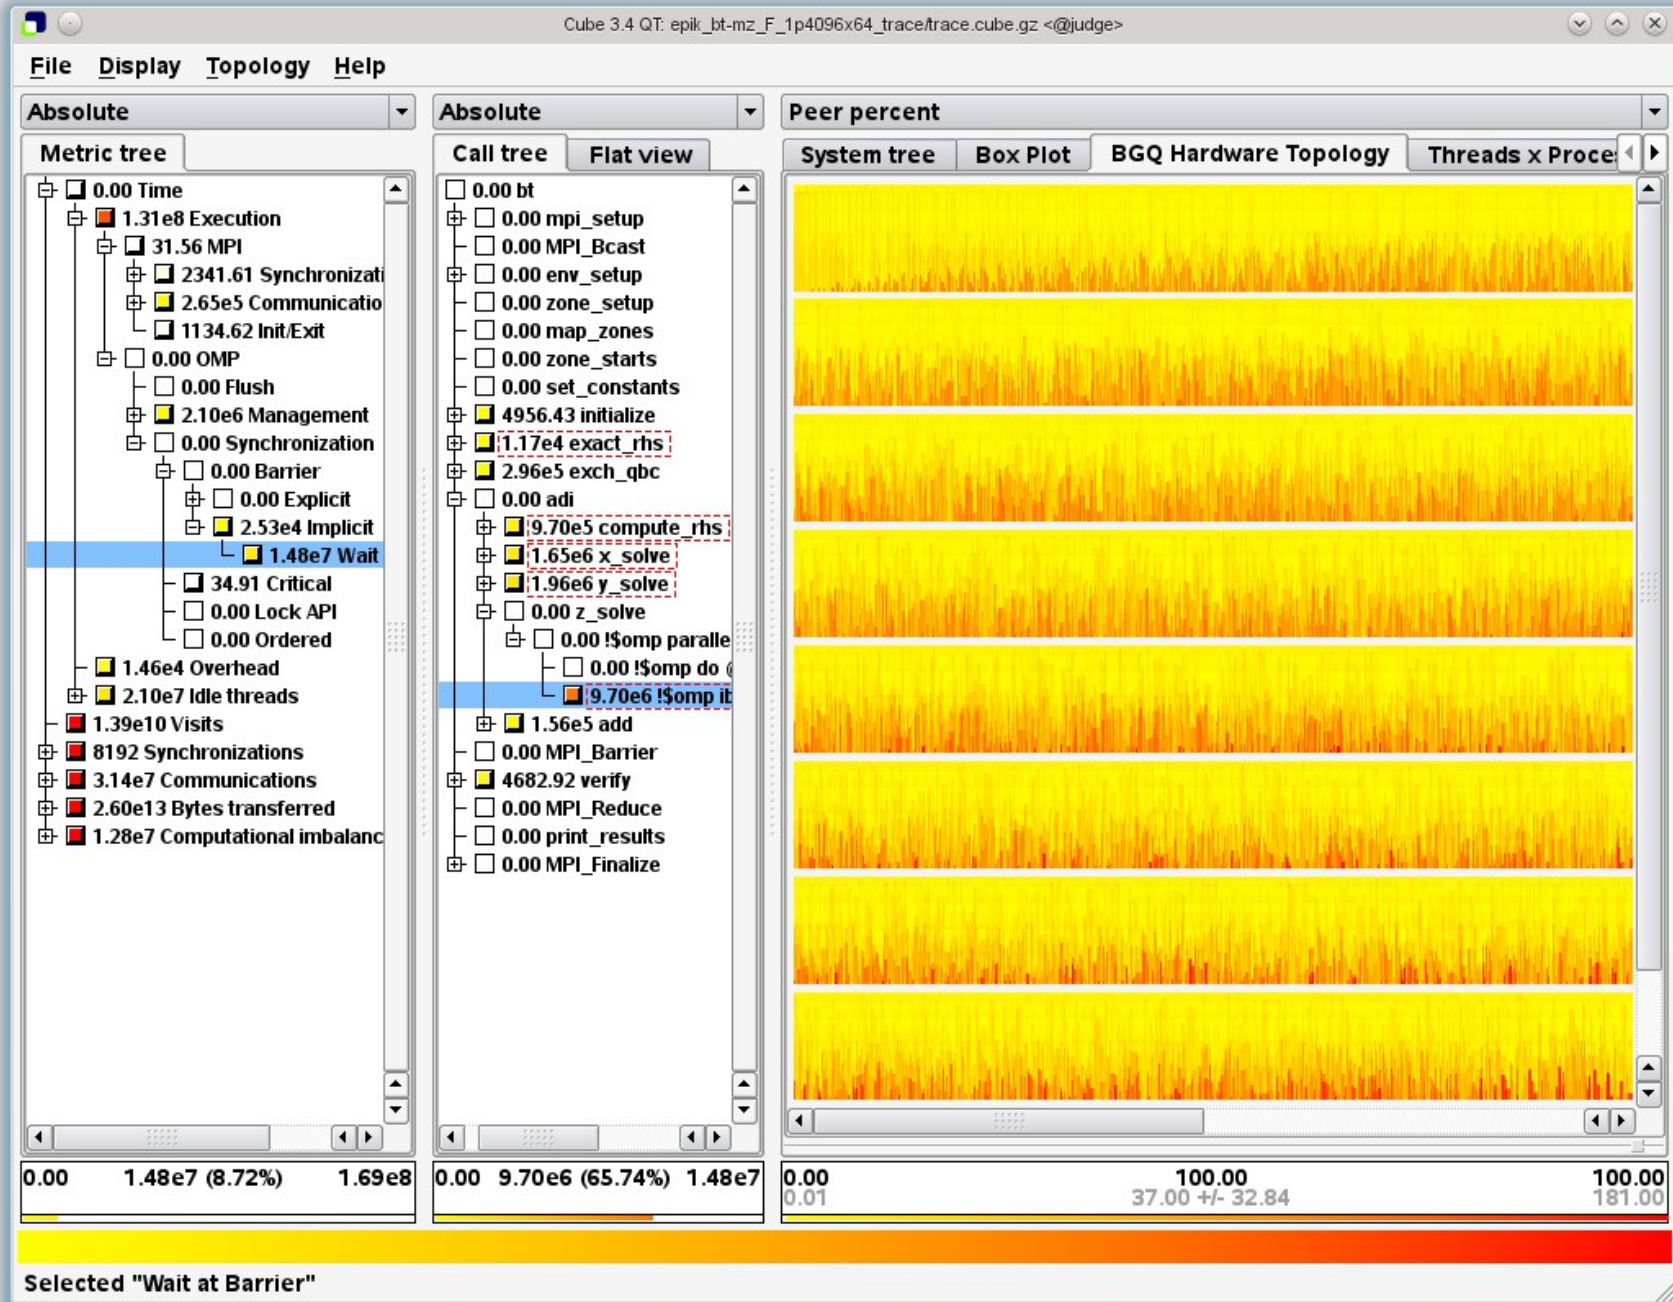 Cube 3.4 QT: epik_bt-mz_F_1p4096x64_trace/trace.cube.gz <@judge>
File Display Topology Help
Absolute
Metric tree
0.00 Time
1.31e8 Execution
31.56 MPI
2341.61 Synchronizati
2.65e5 Communicatio
1134.62 Init/Exit
0.00 OMP
0.00 Flush
2.10e6 Management
0.00 Synchronization
0.00 Barrier
0.00 Explicit
2.53e4 Implicit
1.48e7 Wait
34.91 Critical
0.00 Lock API
0.00 Ordered
1.46e4 Overhead
2.10e7 Idle threads
1.39e10 Visits
8192 Synchronizations
3.14e7 Communications
2.60e13 Bytes transferred
1.28e7 Computational imbalanc
0.00 1.48e7 (8.72%) 1.69e8
Absolute
Call tree Flat view
0.00 bt
0.00 mpi_setup
0.00 MPI_Bcast
0.00 env_setup
0.00 zone_setup
0.00 map_zones
0.00 zone_starts
0.00 set_constants
4956.43 initialize
1.17e4 exact_rhs
2.96e5 exch_qbc
0.00 adi
9.70e5 compute_rhs
1.65e6 x_solve
1.96e6 y_solve
0.00 z_solve
0.00 !$omp paralle
0.00 !$omp do @
9.70e6 !$omp ib
1.56e5 add
0.00 MPI_Barrier
4682.92 verify
0.00 MPI_Reduce
0.00 print_results
0.00 MPI_Finalize
0.00 9.70e6 (65.74%) 1.48e7
Peer percent
System tree Box Plot BGQ Hardware Topology Threads x Proce
0.00 100.00 100.00
0.01 37.00 +/- 32.84 181.00
Selected "Wait at Barrier"